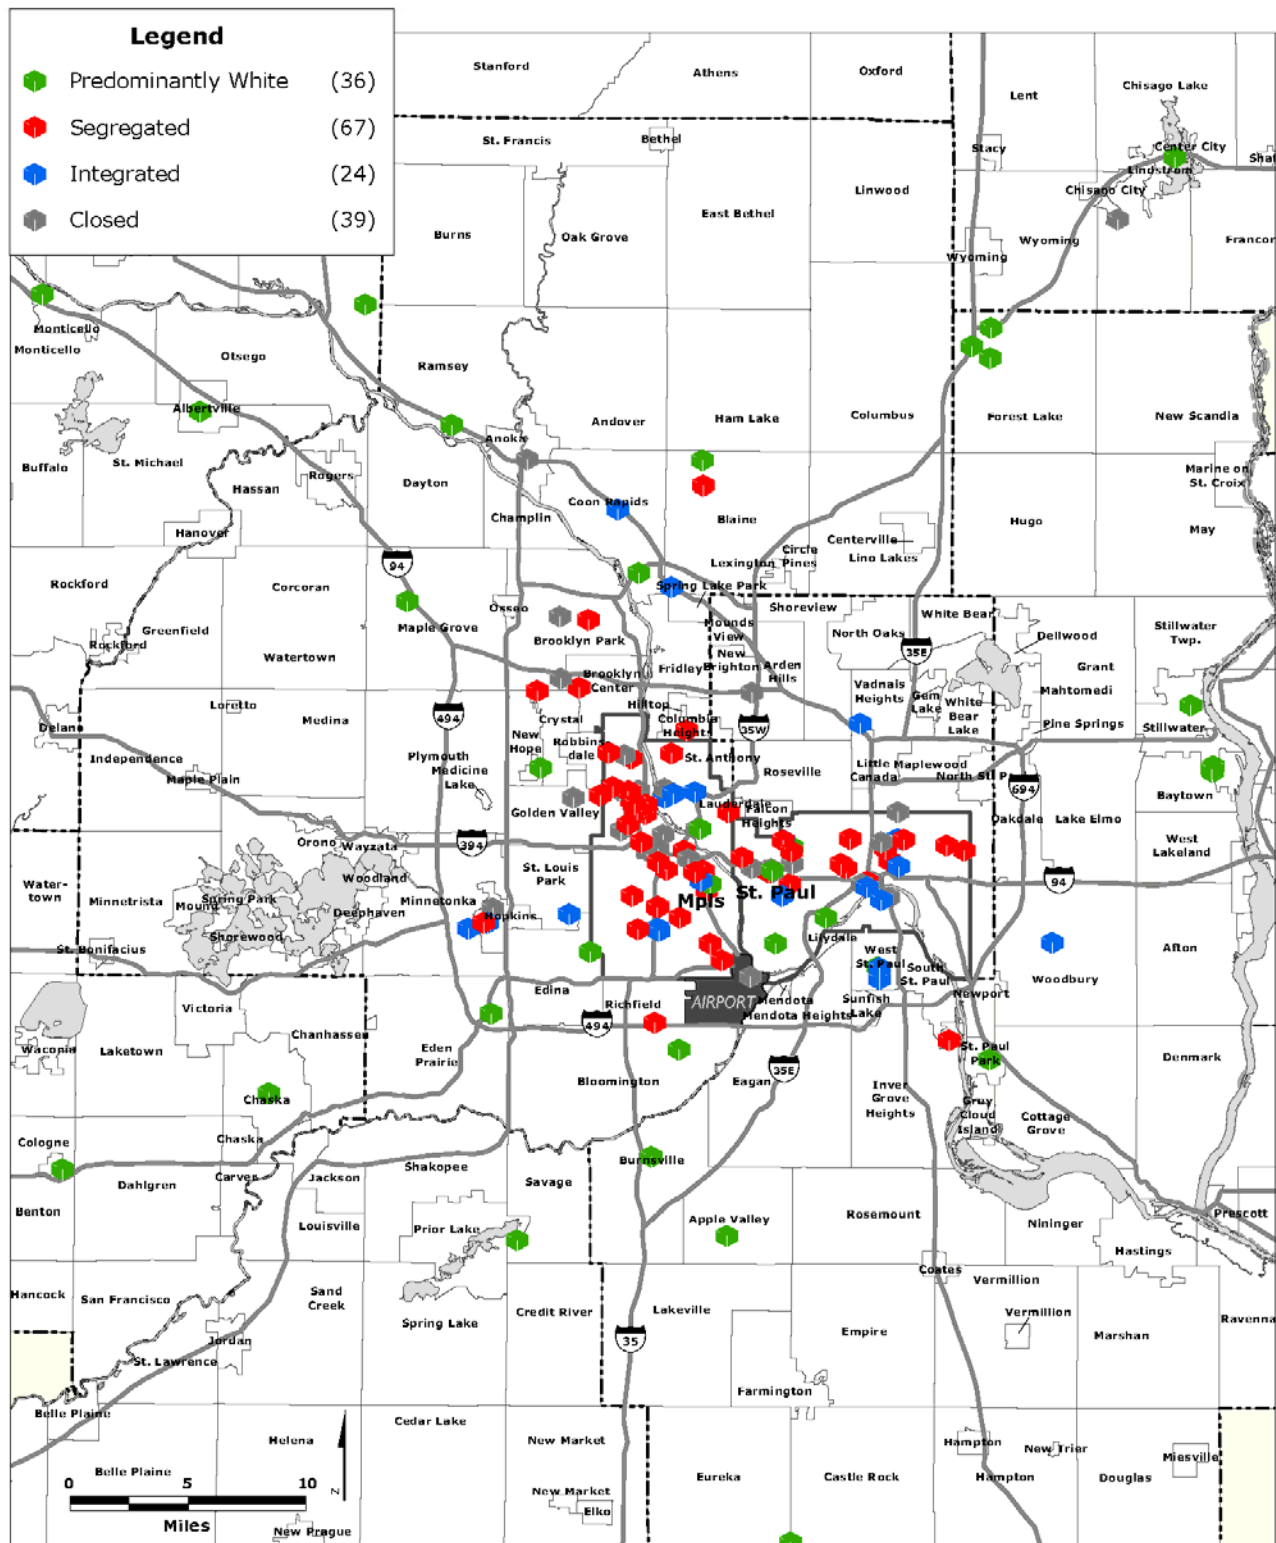 Legend
Predominantly White (36)
Segregated (67)
Integrated (24)
Closed (39)
Stanford
Athens
Oxford
Lent
Chisago Lake
St. Francis
Bethel
Stacy
Center City
Lindstrom
Chisago City
Linwood
East Bethel
Burns
Oak Grove
Wyoming
Wyoming
Monticello
Monticello
Otsego
Ramsey
Albertville
Andover
Ham Lake
Columbus
Forest Lake
New Scandia
Anoka
Buffalo
St. Michael
Rogers
Hassan
Dayton
Coon Rapids
Champlin
Blaine
Marine on
St. Croix
Hugo
May
Hanover
Centerville
Lino Lakes
Circle
Lexington Pines
94
Rockford
Corcoran
Spring Lake Park
Osseo
Shoreview
White Bear
Maple Grove
Greenfield
Rockford
Brooklyn Park
Mounds
View
North Oaks
Dellwood
Stillwater
Twp.
35E
Watertown
New
Brighton
Arden
Hills
Fridley
Grant
Brooklyn
Center
Vadnais
Heights
Gem
Lake
Mahtomedi
Loretto
Medina
Hilltop
White
Bear
Lake
494
Crystal
Columbia
Heights
35W
Pine Springs
Stillwater
Delano
New
Hope
Robbins-
dale
Independence
Plymouth
St. Anthony
Little
Canada
Maplewood
Roseville
Medicine
Lake
Maple Plain
North St. P
694
Baytown
Lauderdale
Falcon
Heights
Golden Valley
Oakdale
Lake Elmo
Orono
Wayzata
394
West
Lakeland
St. Louis
Park
Woodland
94
Water-
town
Minnetrista
Mound
Spring Park
Minnetonka
Mpls
St. Paul
Deephaven
Hopkins
Shorewood
Lilydale
St. Bonifacius
West
St. Paul
South
St. Paul
Woodbury
Afton
Edina
Richfield
AIRPORT
Mendota
Mendota Heights
Sunfish
Lake
Newport
Victoria
Chanhassen
494
Waconia
Laketown
Eden
Prairie
St. Paul
Park
Denmark
35E
Bloomington
Eagan
Inver
Grove
Heights
Chaska
Gruy
Cloud
Island
Cottage
Grove
Cologne
Chaska
Burnsville
Shakopee
Carver
Jackson
Savage
Dahlgren
Benton
Louisville
Prior Lake
Apple Valley
Rosemount
Nininger
Prescott
Hastings
Coates
Vermillion
Hancock
San Francisco
Sand
Creek
Spring Lake
Credit River
Lakeville
Vermillion
Ravenna
35
Empire
Marshan
Jordan
St. Lawrence
Farmington
Belle Plaine
Cedar Lake
Helena
New Market
Hampton
New Trier
Miesville
Belle Plaine
Eureka
Castle Rock
Hampton
Douglas
0 5 10
Miles
N
New Market
Elko
New Prague